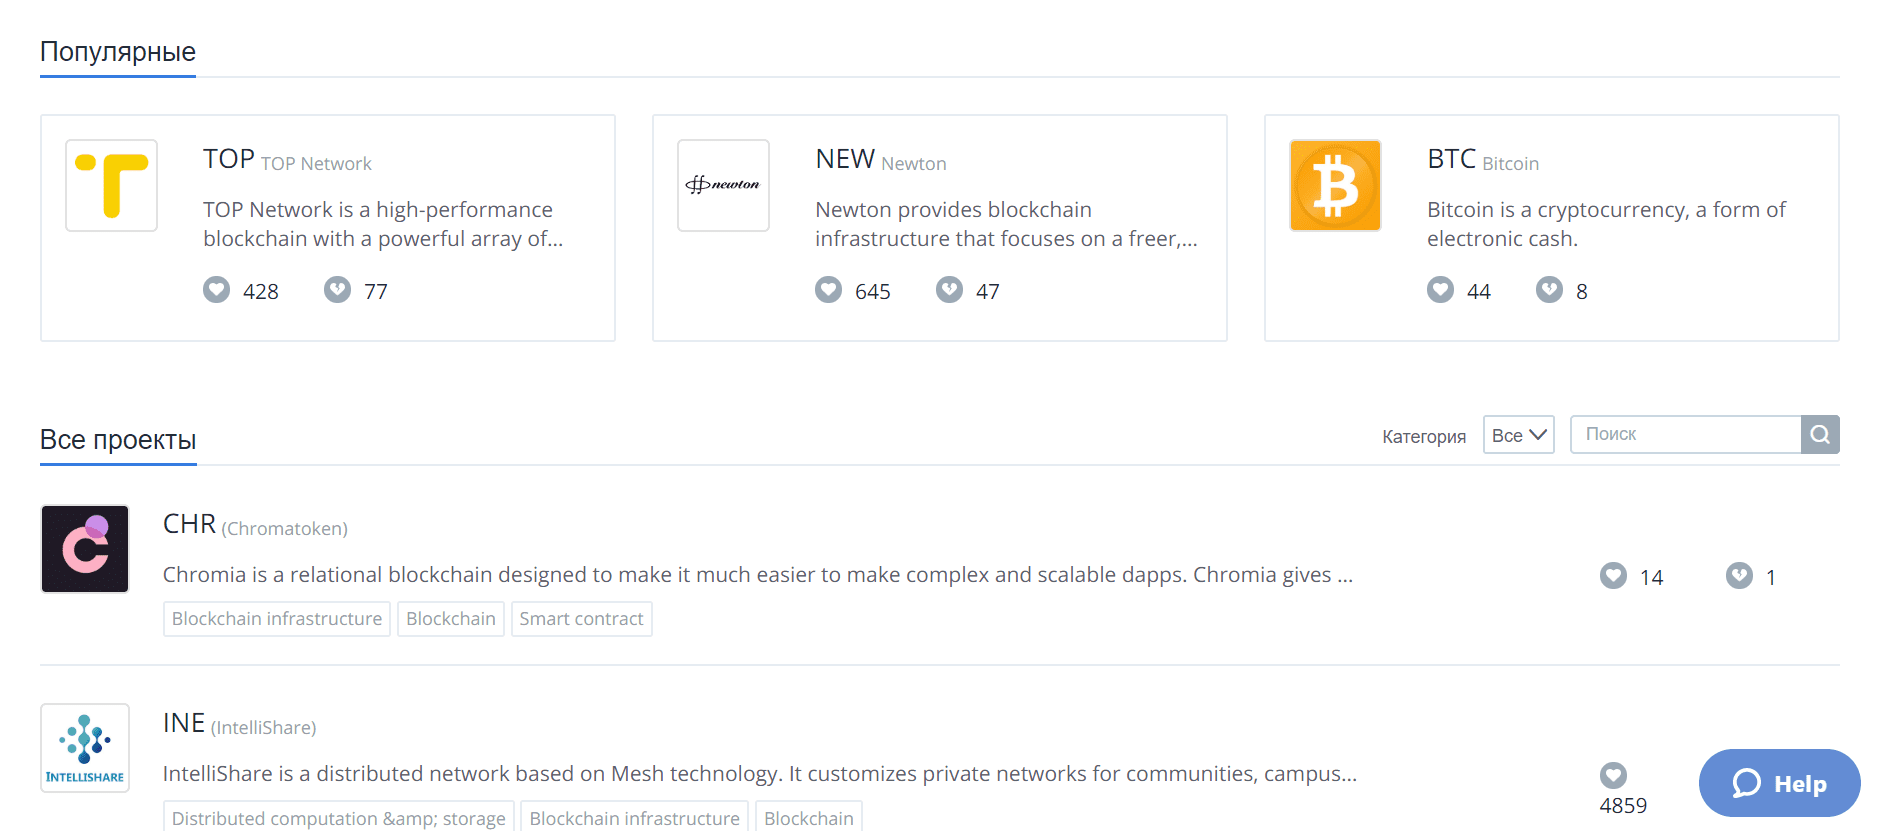 Популярные
TOP TOP Network
TOP Network is a high-performance
blockchain with a powerful array of...
428 77
newton
NEW Newton
Newton provides blockchain
infrastructure that focuses on a freer,...
645 47
BTC Bitcoin
Bitcoin is a cryptocurrency, a form of
electronic cash.
44 8
Все проекты
Категория Все Поиск
CHR (Chromatoken)
Chromia is a relational blockchain designed to make it much easier to make complex and scalable dapps. Chromia gives ...
14 1
Blockchain infrastructure Blockchain Smart contract
INTELLISHARE
INE (IntelliShare)
IntelliShare is a distributed network based on Mesh technology. It customizes private networks for communities, campus...
4859
Help
Distributed computation &amp; storage Blockchain infrastructure Blockchain